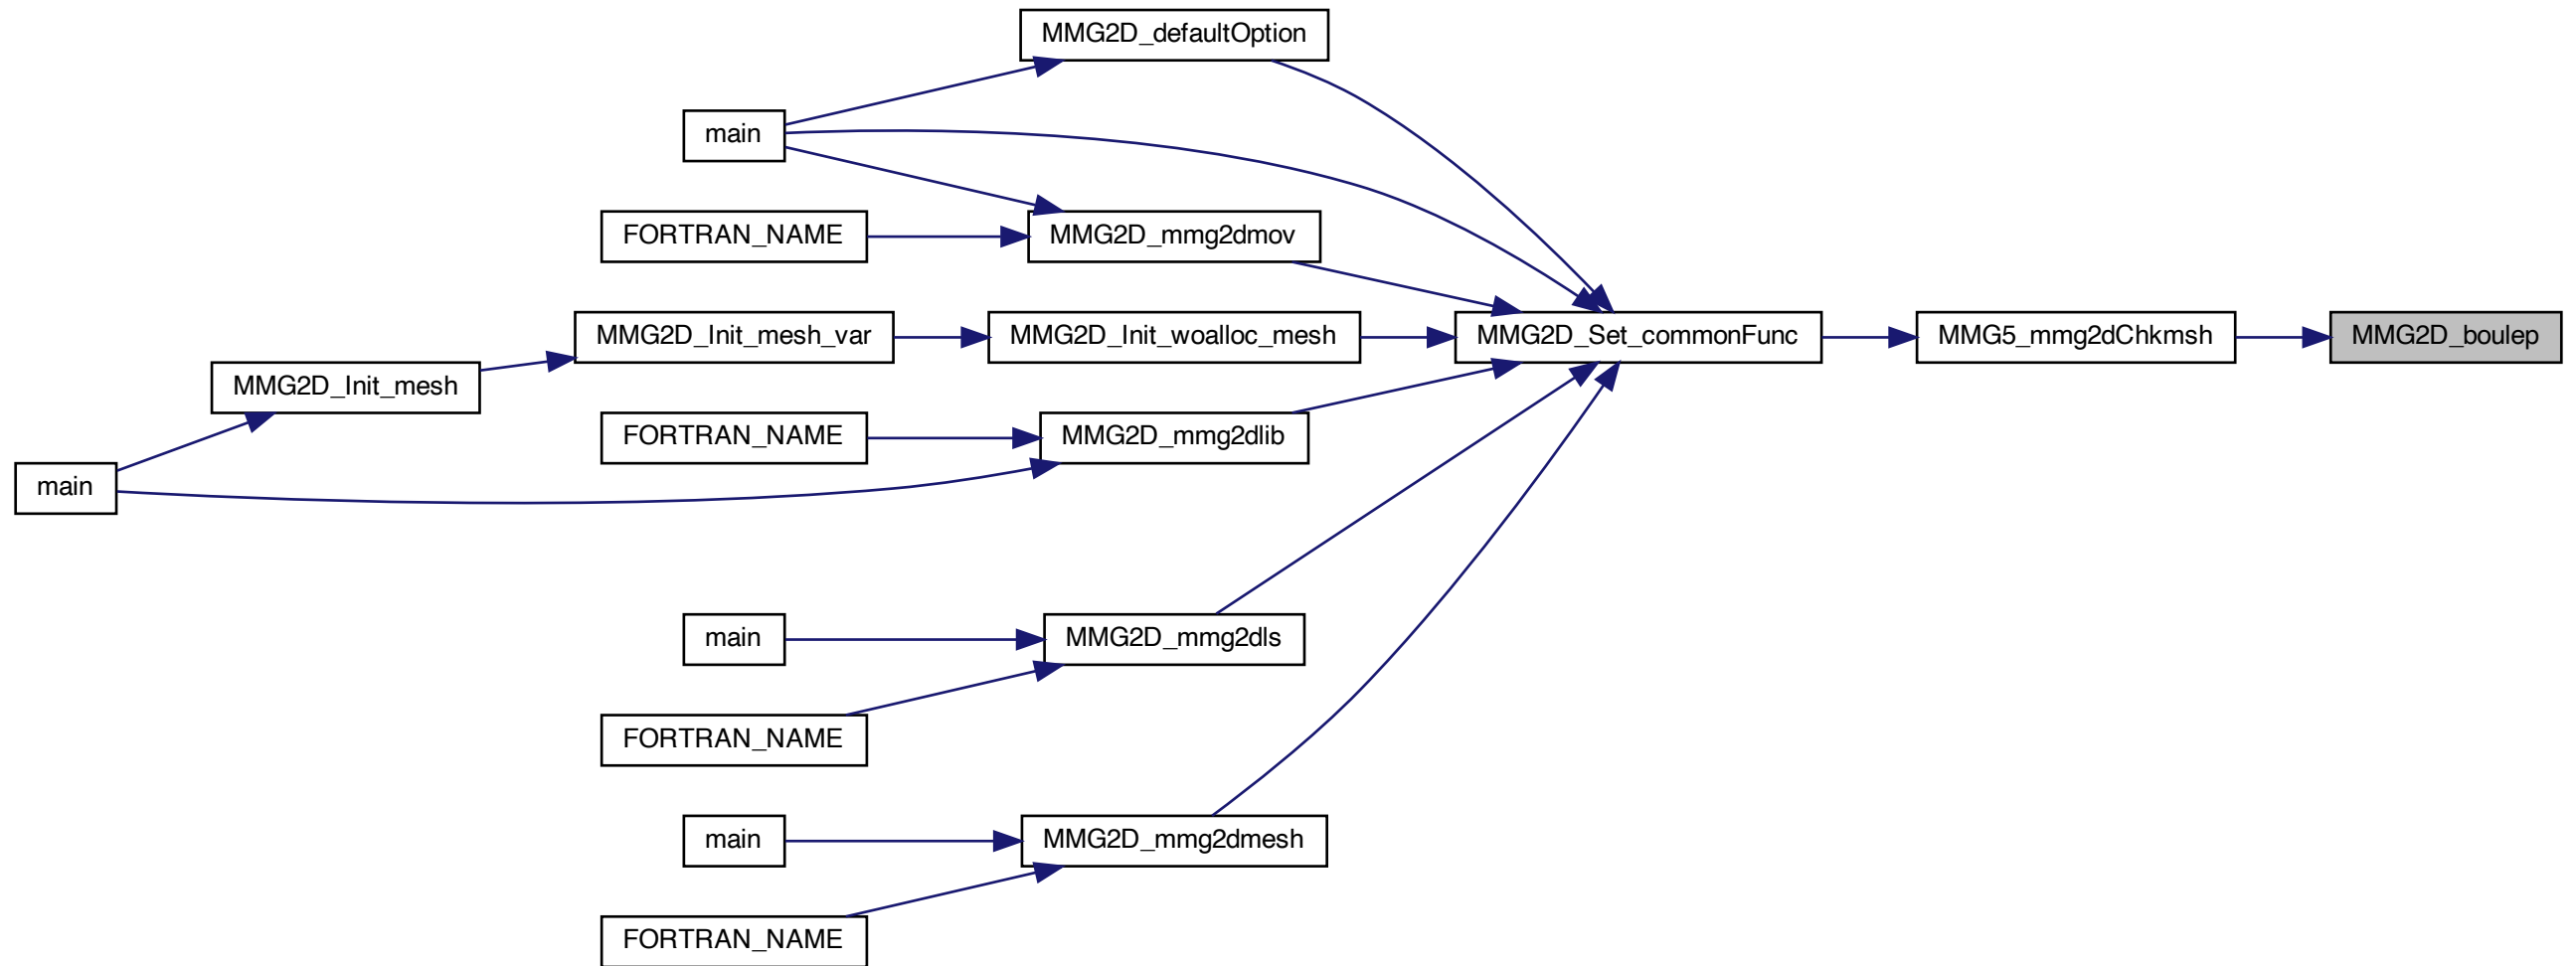 MMG2D_defaultOption
main
FORTRAN_NAME
MMG2D_mmg2dmov
MMG2D_Init_mesh_var
MMG2D_Init_woalloc_mesh
MMG2D_Set_commonFunc
MMG5_mmg2dChkmsh
MMG2D_boulep
MMG2D_Init_mesh
FORTRAN_NAME
MMG2D_mmg2dlib
main
main
MMG2D_mmg2dls
FORTRAN_NAME
main
MMG2D_mmg2dmesh
FORTRAN_NAME